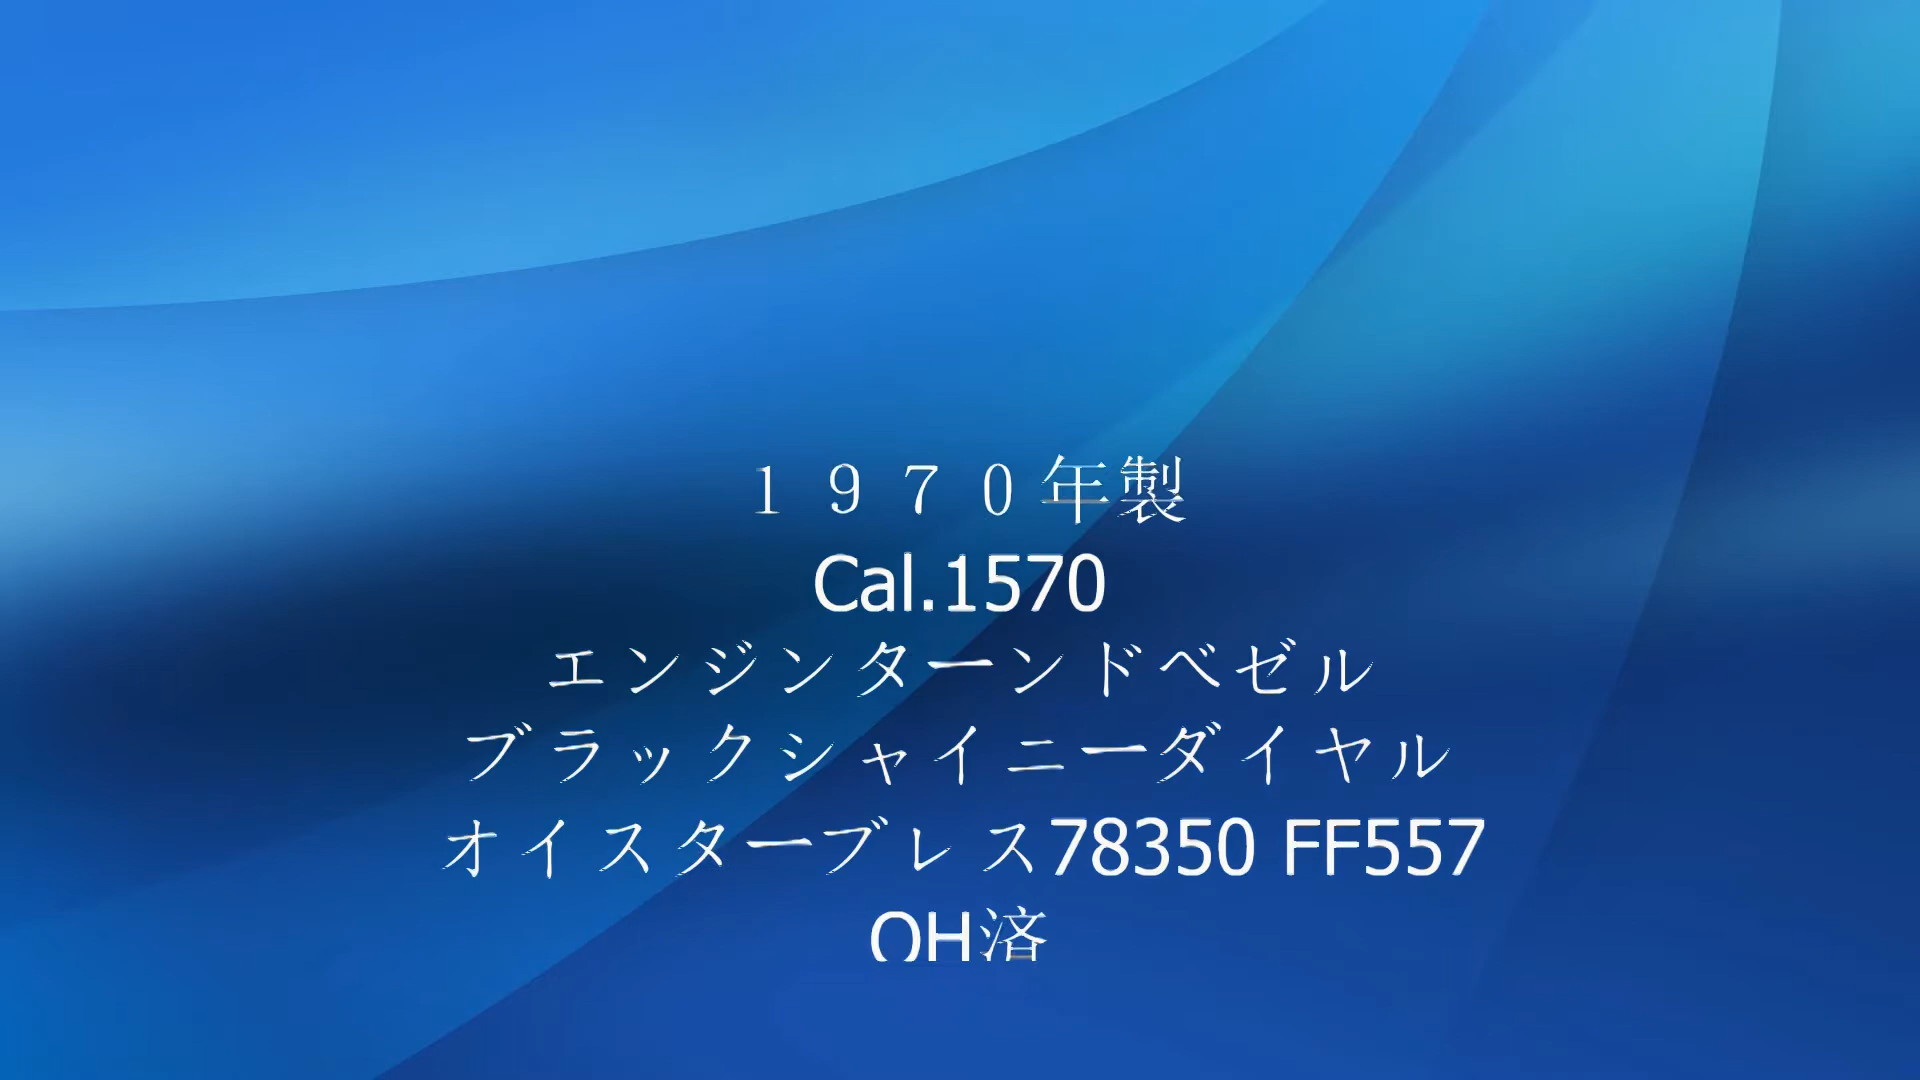 １９７０年製
Cal.1570
エンジンターンドベゼル
ブラックシャイニーダイヤル
オイスターブレス78350 FF557
OH済